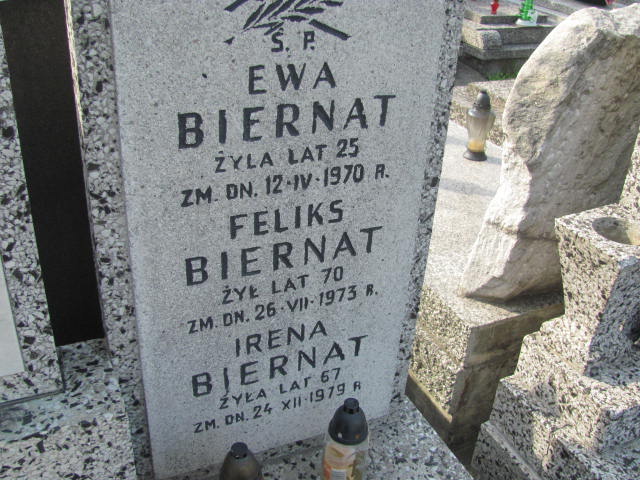 Ś. P.
EWA
BIERNAT
ŻYŁA LAT 25
ZM. DN. 12·IV·1970 R.
FELIKS
BIERNAT
ŻYŁ LAT 70
ZM. DN. 26·VII·1973 R.
IRENA
BIERNAT
ŻYŁA LAT 67
ZM. DN. 24 XII·1979 R